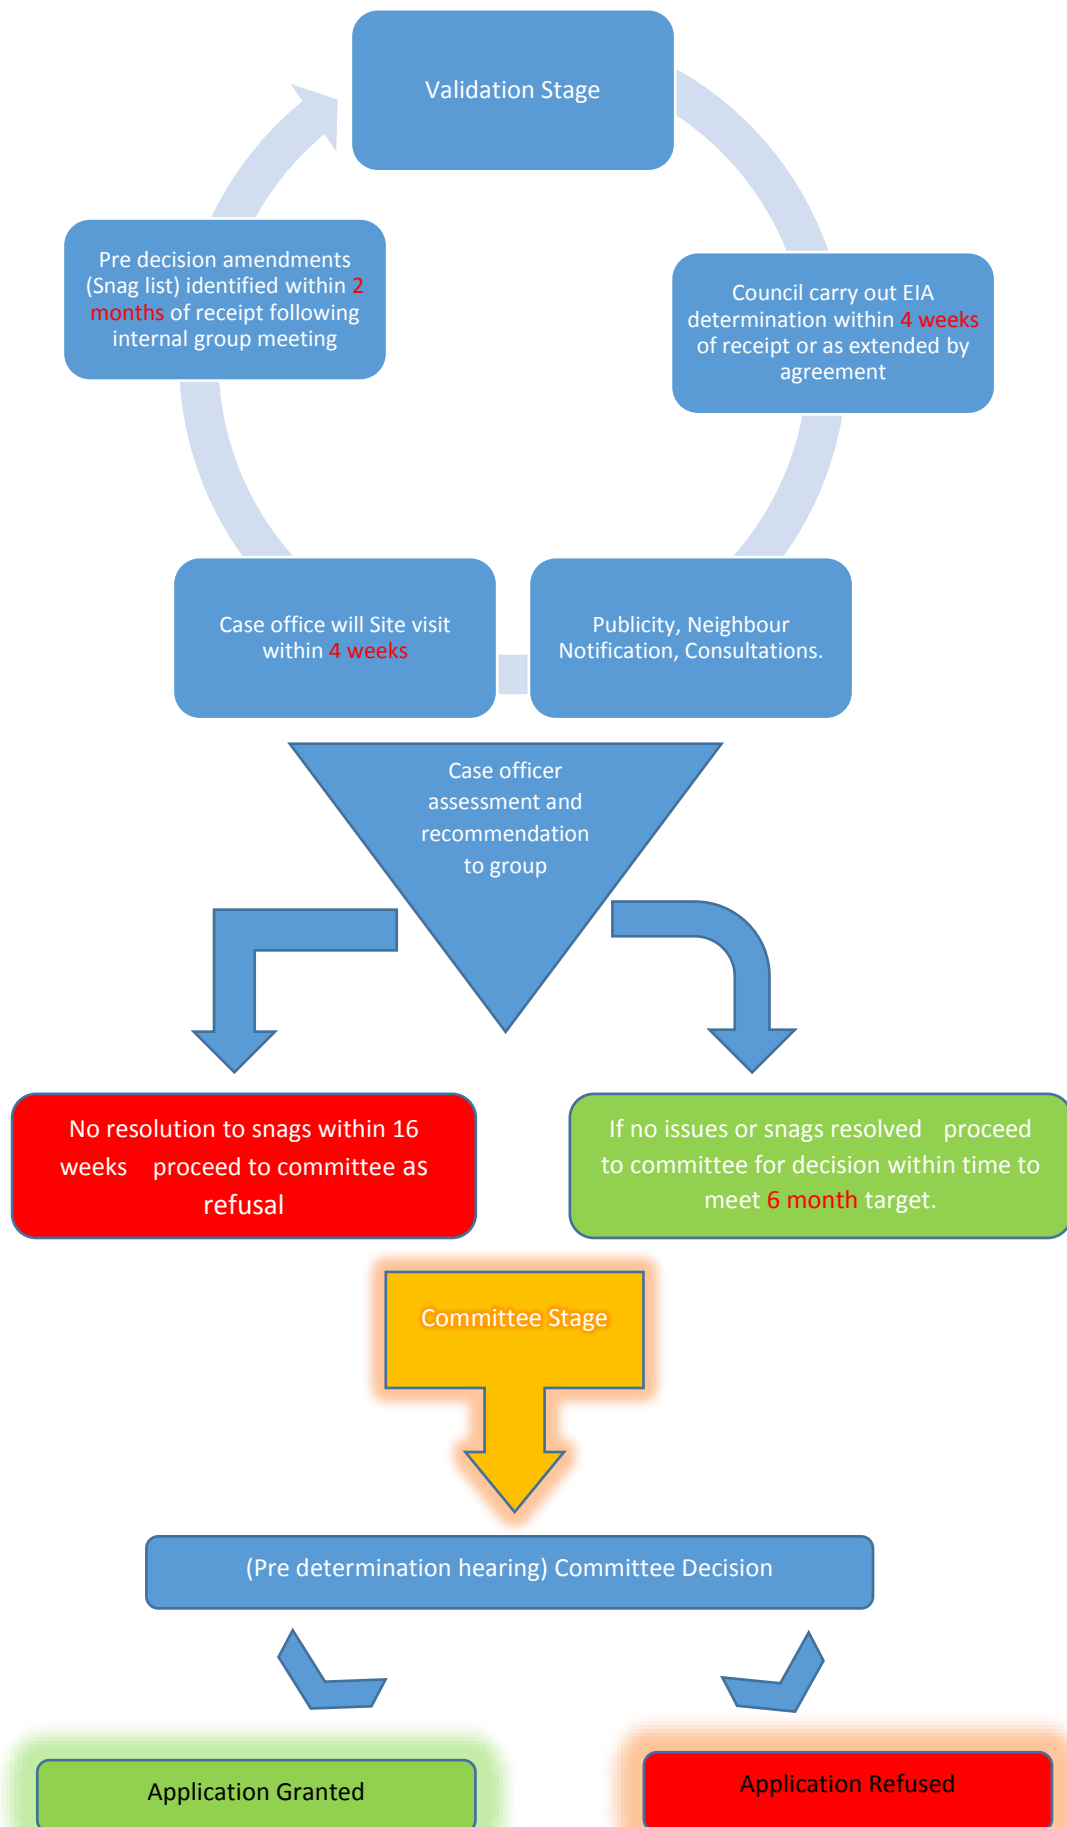 Validation Stage
Pre decision amendments
(Snag list) identified within 2
months of receipt following
internal group meeting
Council carry out EIA
determination within 4 weeks
of receipt or as extended by
agreement
Case office will Site visit
within 4 weeks
Publicity, Neighbour
Notification, Consultations.
Case officer
assessment and
recommendation
to group
No resolution to snags within 16
weeks proceed to committee as
refusal
If no issues or snags resolved proceed
to committee for decision within time to
meet 6 month target.
Committee Stage
(Pre determination hearing) Committee Decision
Application Granted
Application Refused